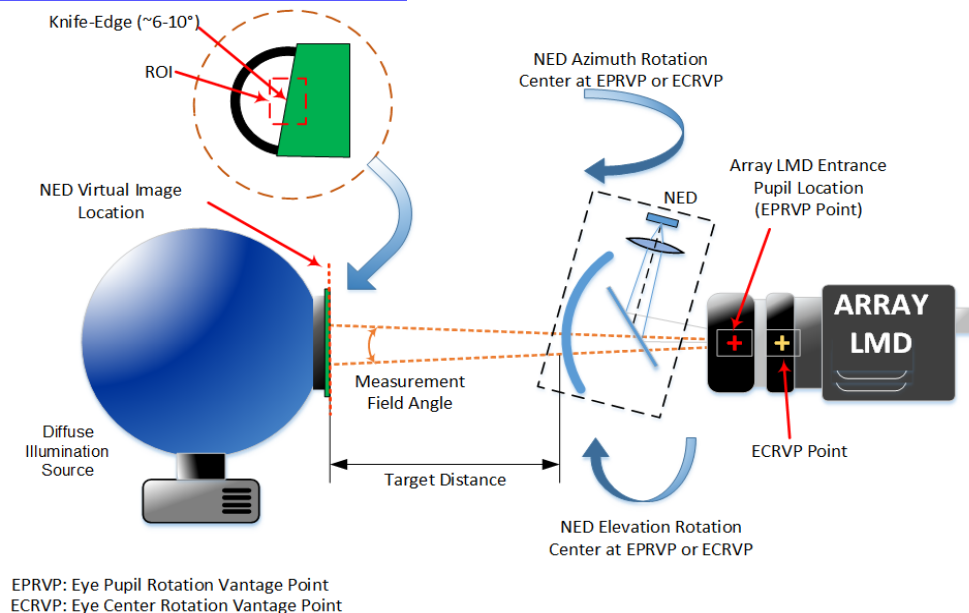 Knife-Edge (~6-10°)
ROI
NED Virtual Image
Location
NED Azimuth Rotation
Center at EPRVP or ECRVP
NED
Array LMD Entrance
Pupil Location
(EPRVP Point)
ARRAY
LMD
Measurement
Field Angle
ECRVP Point
Diffuse
Illumination
Source
Target Distance
NED Elevation Rotation
Center at EPRVP or ECRVP
EPRVP: Eye Pupil Rotation Vantage Point
ECRVP: Eye Center Rotation Vantage Point